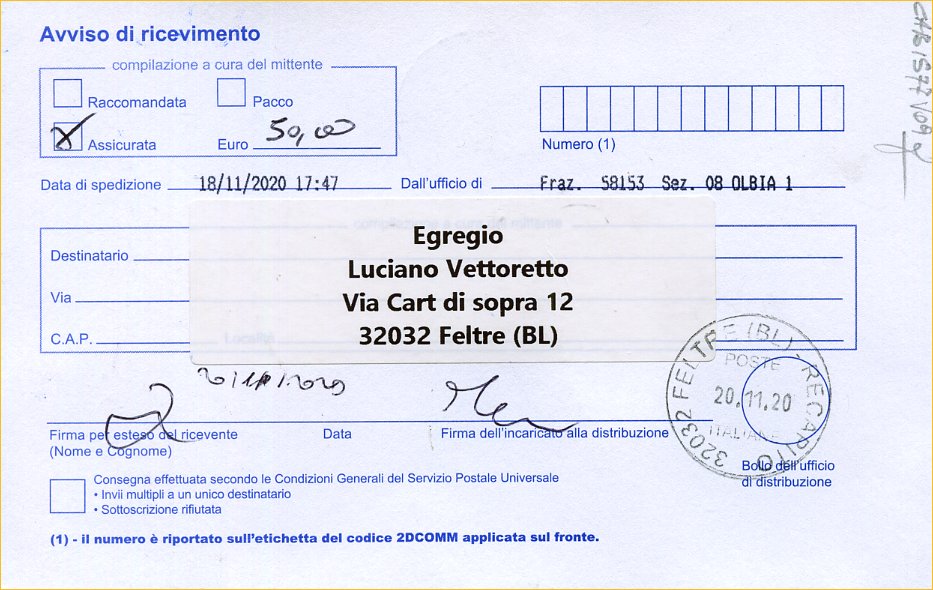 Avviso di ricevimento
compilazione a cura del mittente
Raccomandata
Pacco
X
Assicurata
Euro 50,00
Numero (1)
Data di spedizione 18/11/2020 17:47
Dall'ufficio di Fraz. 58153 Sez. 08 OLBIA 1
compilazione a cura del mittente
Destinatario
Via
C.A.P.
Località
Egregio
Luciano Vettoretto
Via Cart di sopra 12
32032 Feltre (BL)
32032 FELTRE (BL) - RECAPITO
POSTE
20.11.20
ITALIANE
Firma per esteso del ricevente
(Nome e Cognome)
Data
Firma dell'incaricato alla distribuzione
Bollo dell'ufficio
di distribuzione
Consegna effettuata secondo le Condizioni Generali del Servizio Postale Universale
• Invii multipli a un unico destinatario
• Sottoscrizione rifiutata
(1) - il numero è riportato sull'etichetta del codice 2DCOMM applicata sul fronte.